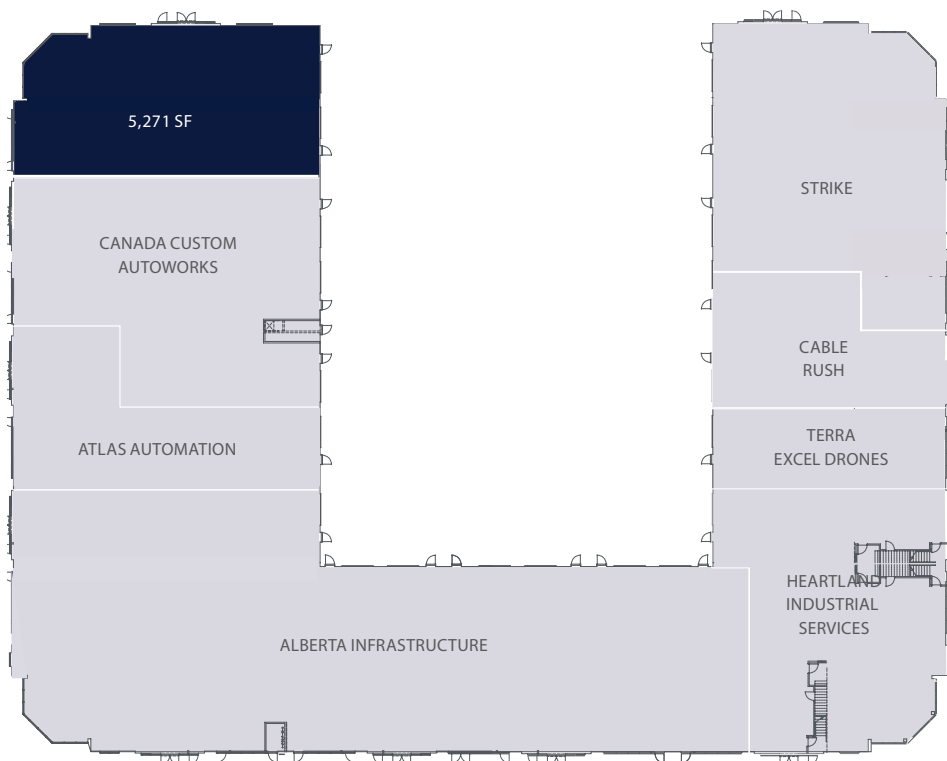 5,271 SF
CANADA CUSTOM
AUTOWORKS
ATLAS AUTOMATION
ALBERTA INFRASTRUCTURE
STRIKE
CABLE
RUSH
TERRA
EXCEL DRONES
HEARTLAND
INDUSTRIAL
SERVICES